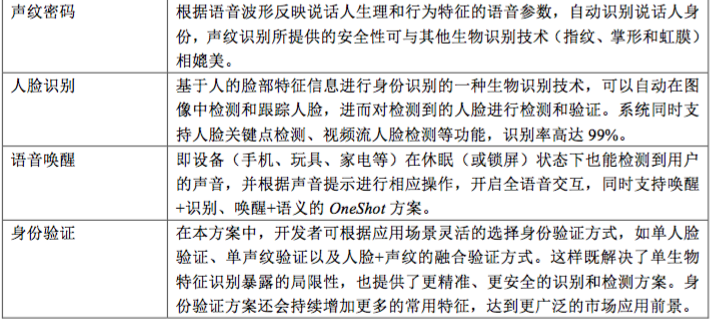 声纹密码
根据语音波形反映说话人生理和行为特征的语音参数，自动识别说话人身
份，声纹识别所提供的安全性可与其他生物识别技术（指纹、掌形和虹膜）
相媲美。
人脸识别
基于人的脸部特征信息进行身份识别的一种生物识别技术，可以自动在图
像中检测和跟踪人脸，进而对检测到的人脸进行检测和验证。系统同时支
持人脸关键点检测、视频流人脸检测等功能，识别率高达 99%。
语音唤醒
即设备（手机、玩具、家电等）在休眠（或锁屏）状态下也能检测到用户
的声音，并根据声音提示进行相应操作，开启全语音交互，同时支持唤醒
+识别、唤醒+语义的 OneShot 方案。
身份验证
在本方案中，开发者可根据应用场景灵活的选择身份验证方式，如单人脸
验证、单声纹验证以及人脸+声纹的融合验证方式。这样既解决了单生物
特征识别暴露的局限性，也提供了更精准、更安全的识别和检测方案。身
份验证方案还会持续增加更多的常用特征，达到更广泛的市场应用前景。